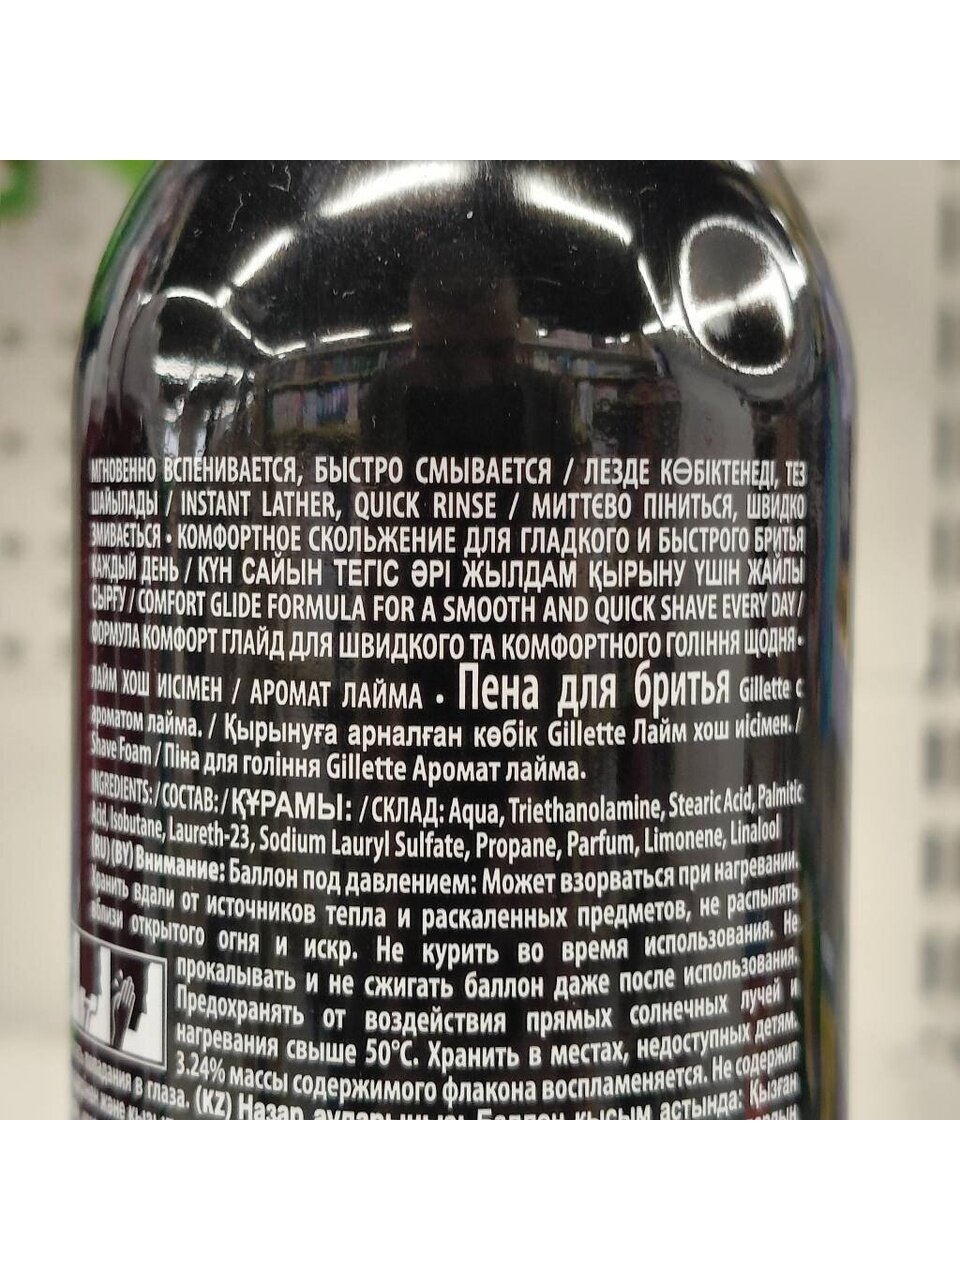 МГНОВЕННО ВСПЕНИВАЕТСЯ, БЫСТРО СМЫВАЕТСЯ / ЛЕЗДЕ КӨБІКТЕНЕДІ, ТЕЗ
ШАЙЫЛАДЫ / INSTANT LATHER, QUICK RINSE / МИТТЄВО ПІНИТЬСЯ, ШВИДКО
ЗМИВАЄТЬСЯ • КОМФОРТНОЕ СКОЛЬЖЕНИЕ ДЛЯ ГЛАДКОГО И БЫСТРОГО БРИТЬЯ
КАЖДЫЙ ДЕНЬ / КҮН САЙЫН ТЕГІС ӘРІ ЖЫЛДАМ ҚЫРЫНУ ҮШІН ЖАЙЛЫ
СЫРҒУ / COMFORT GLIDE FORMULA FOR A SMOOTH AND QUICK SHAVE EVERY DAY /
ФОРМУЛА КОМФОРТ ГЛАЙД ДЛЯ ШВИДКОГО ТА КОМФОРТНОГО ГОЛІННЯ ЩОДНЯ •
ЛАЙМ ХОШ ИІСІМЕН / АРОМАТ ЛАЙМА • Пена для бритья Gillette с
ароматом лайма. / Қырынуға арналған көбік Gillette Лайм хош иісімен. /
Shave Foam / Піна для гоління Gillette Аромат лайма.
INGREDIENTS: / СОСТАВ: / ҚҰРАМЫ: / СКЛАД: Aqua, Triethanolamine, Stearic Acid, Palmitic
Acid, Isobutane, Laureth-23, Sodium Lauryl Sulfate, Propane, Parfum, Limonene, Linalool
(RU)(BY) Внимание: Баллон под давлением: Может взорваться при нагревании.
Хранить вдали от источников тепла и раскаленных предметов, не распылять
вблизи открытого огня и искр. Не курить во время использования. Не
прокалывать и не сжигать баллон даже после использования.
Предохранять от воздействия прямых солнечных лучей и
нагревания свыше 50°C. Хранить в местах, недоступных детям.
3.24% массы содержимого флакона воспламеняется. Не содержит
попадания в глаза. (KZ) Назар аударыңыз: Баллон қысым астында: Қызған